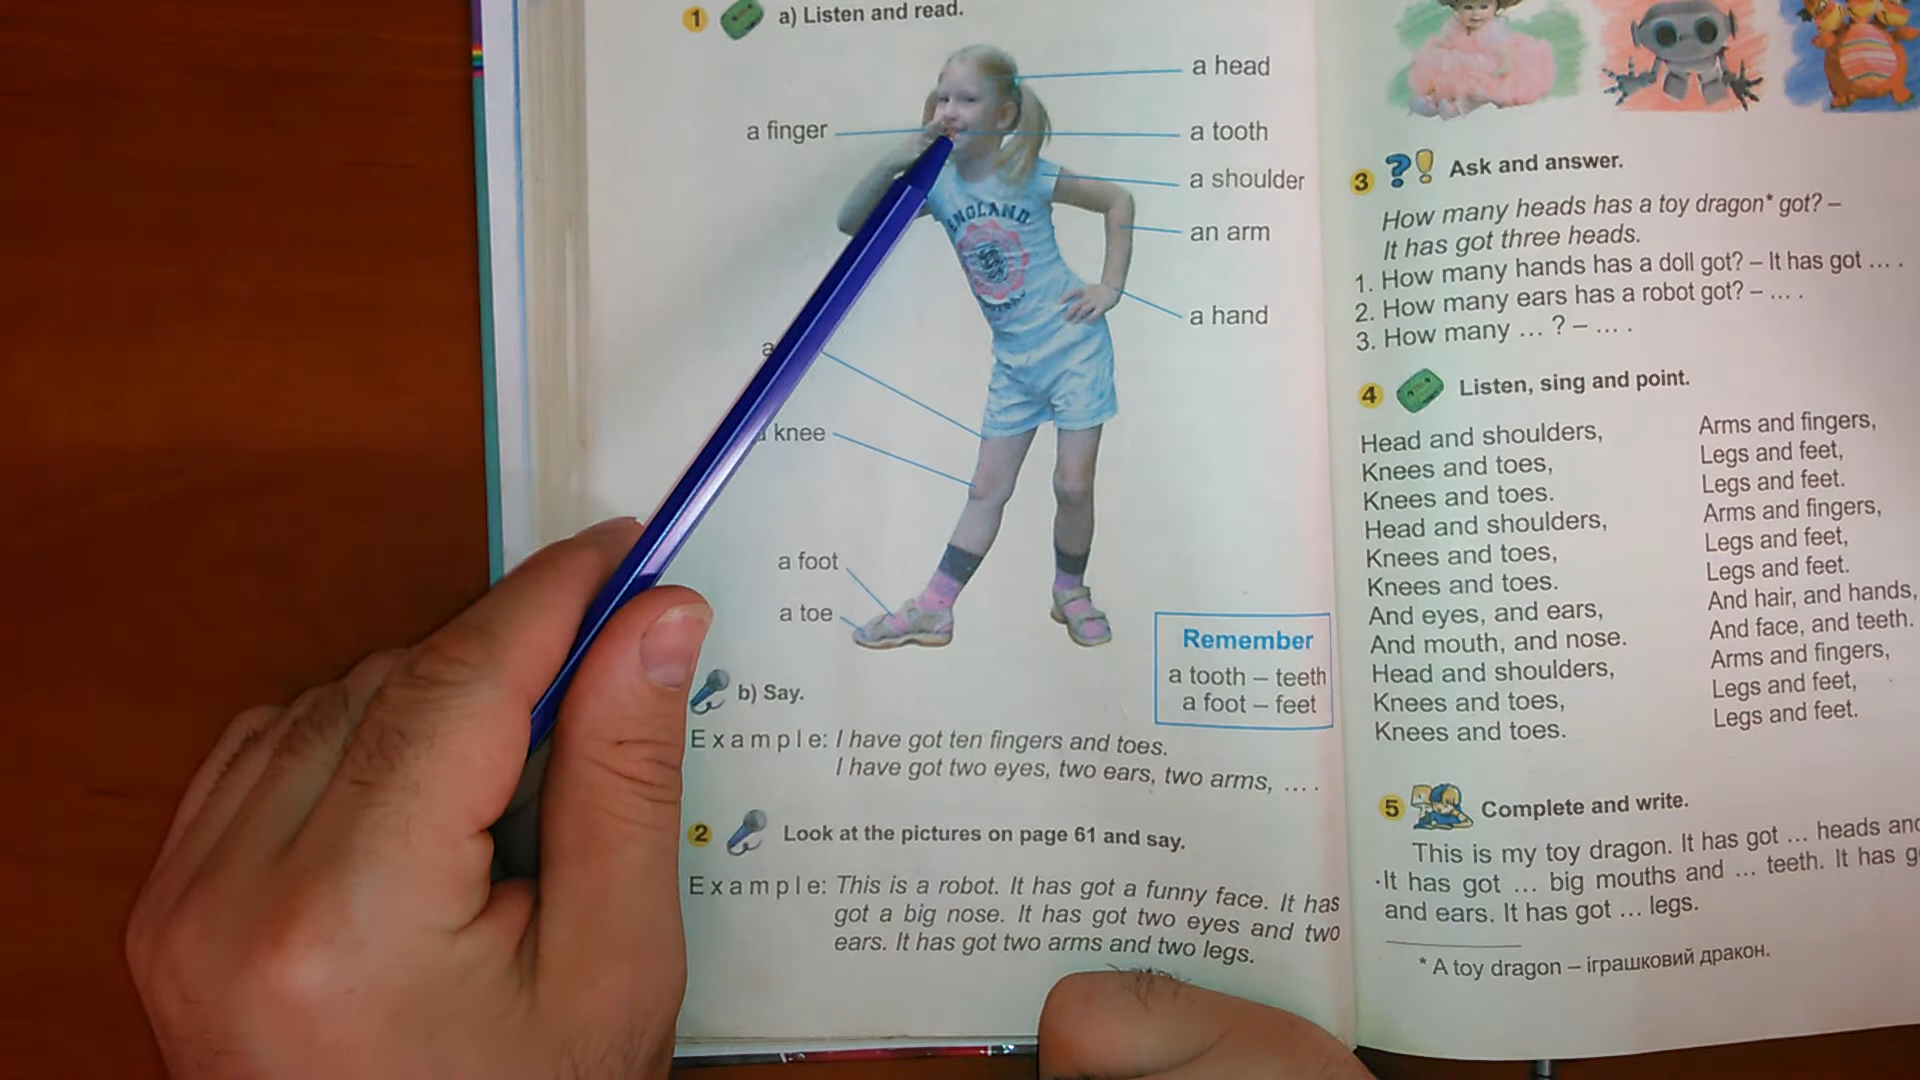 1 a) Listen and read.
a head
a finger
a tooth
a shoulder
an arm
a hand
ENGLAND
a
knee
a foot
a toe
Remember
a tooth – teeth
a foot – feet
b) Say.
Example: I have got ten fingers and toes.
I have got two eyes, two ears, two arms, ... .
2 Look at the pictures on page 61 and say.
Example: This is a robot. It has got a funny face. It has
got a big nose. It has got two eyes and two
ears. It has got two arms and two legs.
3 ?! Ask and answer.
How many heads has a toy dragon* got? –
It has got three heads.
1. How many hands has a doll got? – It has got ... .
2. How many ears has a robot got? – ... .
3. How many ... ? – ... .
4 Listen, sing and point.
Head and shoulders,
Knees and toes,
Knees and toes.
Head and shoulders,
Knees and toes,
Knees and toes.
And eyes, and ears,
And mouth, and nose.
Head and shoulders,
Knees and toes,
Knees and toes.
Arms and fingers,
Legs and feet,
Legs and feet.
Arms and fingers,
Legs and feet,
Legs and feet.
And hair, and hands,
And face, and teeth.
Arms and fingers,
Legs and feet,
Legs and feet.
5 Complete and write.
This is my toy dragon. It has got ... heads and
It has got ... big mouths and ... teeth. It has g
and ears. It has got ... legs.
* A toy dragon – іграшковий дракон.